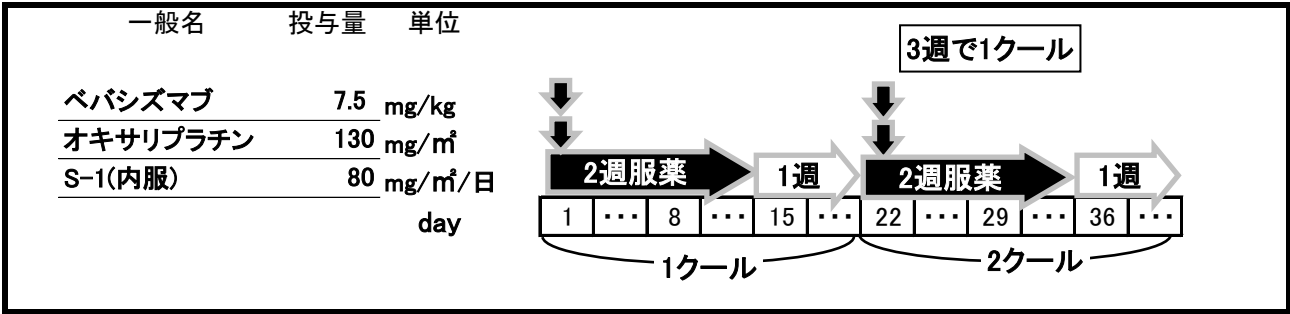 一般名 投与量 単位
3週で1クール
ベバシズマブ 7.5 mg/kg
オキサリプラチン 130 mg/㎡
S-1(内服) 80 mg/㎡/日
2週服薬 1週 2週服薬 1週
day 1 ・・・ 8 ・・・ 15 ・・・ 22 ・・・ 29 ・・・ 36 ・・・
1クール 2クール